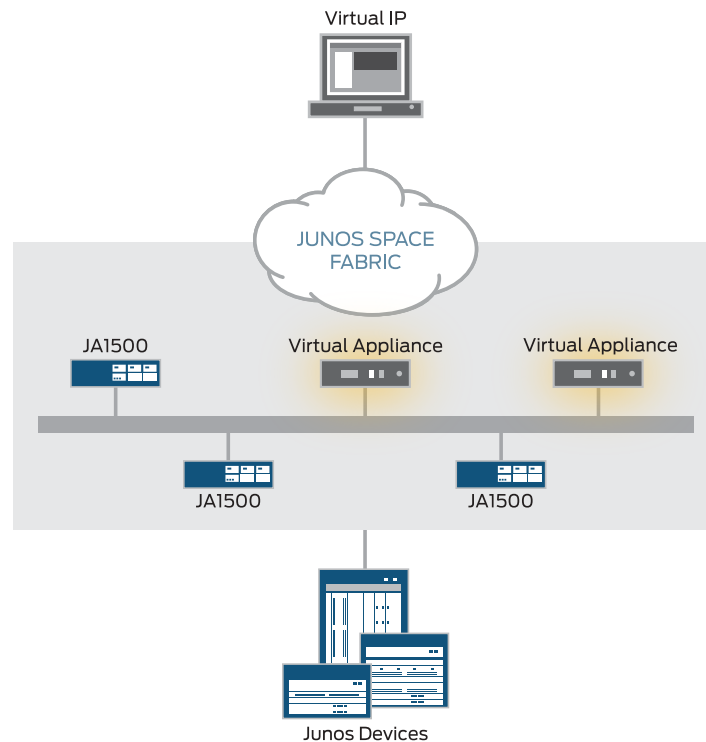 Virtual IP
JUNOS SPACE
FABRIC
JA1500
Virtual Appliance
Virtual Appliance
JA1500
JA1500
Junos Devices